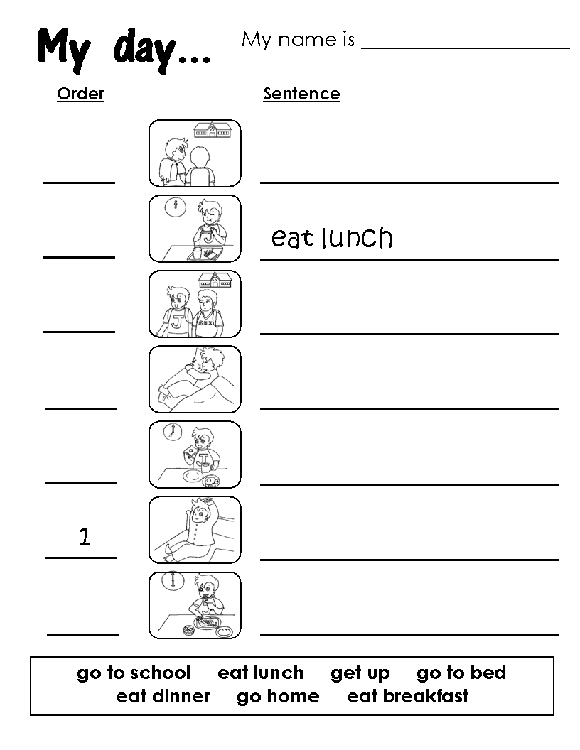 My day...
My name is
Order
Sentence
eat lunch
1
go to school eat lunch get up go to bed
eat dinner go home eat breakfast